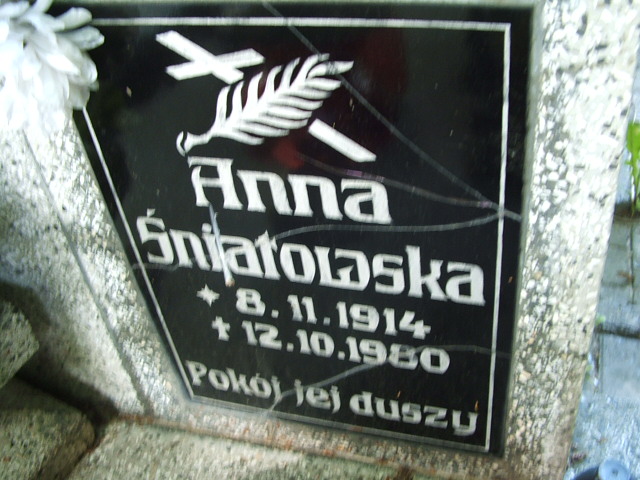 Anna
Śniatowska
* 8.11.1914
† 12.10.1980
Pokój jej duszy